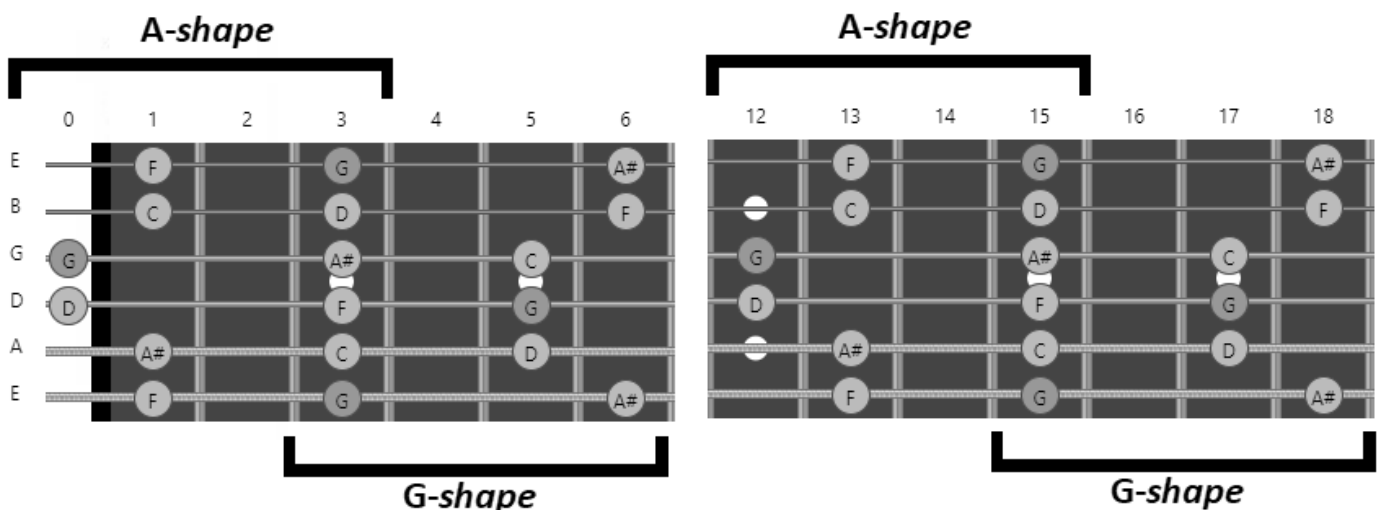 A-shape A-shape
0 1 2 3 4 5 6 12 13 14 15 16 17 18
E F G A# F G A#
B C D F C D F
G G A# C G A# C
D D F G D F G
A A# C D A# C D
E F G A# F G A#
G-shape G-shape